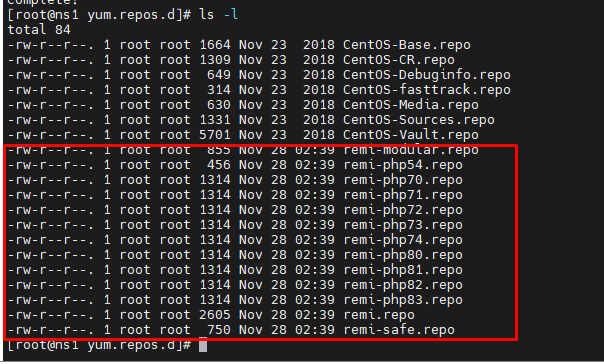 complete!
[root@ns1 yum.repos.d]# ls -l
total 84
-rw-r--r--. 1 root root 1664 Nov 23  2018 CentOS-Base.repo
-rw-r--r--. 1 root root 1309 Nov 23  2018 CentOS-CR.repo
-rw-r--r--. 1 root root  649 Nov 23  2018 CentOS-Debuginfo.repo
-rw-r--r--. 1 root root  314 Nov 23  2018 CentOS-fasttrack.repo
-rw-r--r--. 1 root root  630 Nov 23  2018 CentOS-Media.repo
-rw-r--r--. 1 root root 1331 Nov 23  2018 CentOS-Sources.repo
-rw-r--r--. 1 root root 5701 Nov 23  2018 CentOS-Vault.repo
-rw-r--r--. 1 root root  855 Nov 28 02:39 remi-modular.repo
-rw-r--r--. 1 root root  456 Nov 28 02:39 remi-php54.repo
-rw-r--r--. 1 root root 1314 Nov 28 02:39 remi-php70.repo
-rw-r--r--. 1 root root 1314 Nov 28 02:39 remi-php71.repo
-rw-r--r--. 1 root root 1314 Nov 28 02:39 remi-php72.repo
-rw-r--r--. 1 root root 1314 Nov 28 02:39 remi-php73.repo
-rw-r--r--. 1 root root 1314 Nov 28 02:39 remi-php74.repo
-rw-r--r--. 1 root root 1314 Nov 28 02:39 remi-php80.repo
-rw-r--r--. 1 root root 1314 Nov 28 02:39 remi-php81.repo
-rw-r--r--. 1 root root 1314 Nov 28 02:39 remi-php82.repo
-rw-r--r--. 1 root root 1314 Nov 28 02:39 remi-php83.repo
-rw-r--r--. 1 root root 2605 Nov 28 02:39 remi.repo
-rw-r--r--. 1 root root  750 Nov 28 02:39 remi-safe.repo
[root@ns1 yum.repos.d]#